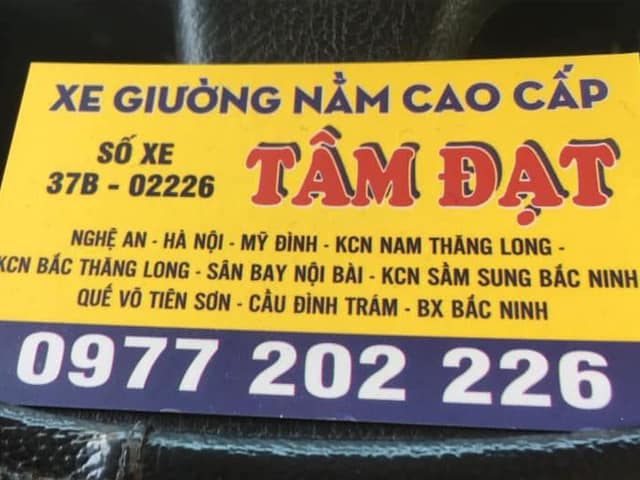 XE GIƯỜNG NẰM CAO CẤP
SỐ XE
37B - 02226
TÂM ĐẠT
NGHỆ AN - HÀ NỘI - MỸ ĐÌNH - KCN NAM THĂNG LONG -
KCN BẮC THĂNG LONG - SÂN BAY NỘI BÀI - KCN SẦM SUNG BẮC NINH
QUẾ VÕ TIÊN SƠN - CẦU ĐÌNH TRÁM - BX BẮC NINH
0977 202 226